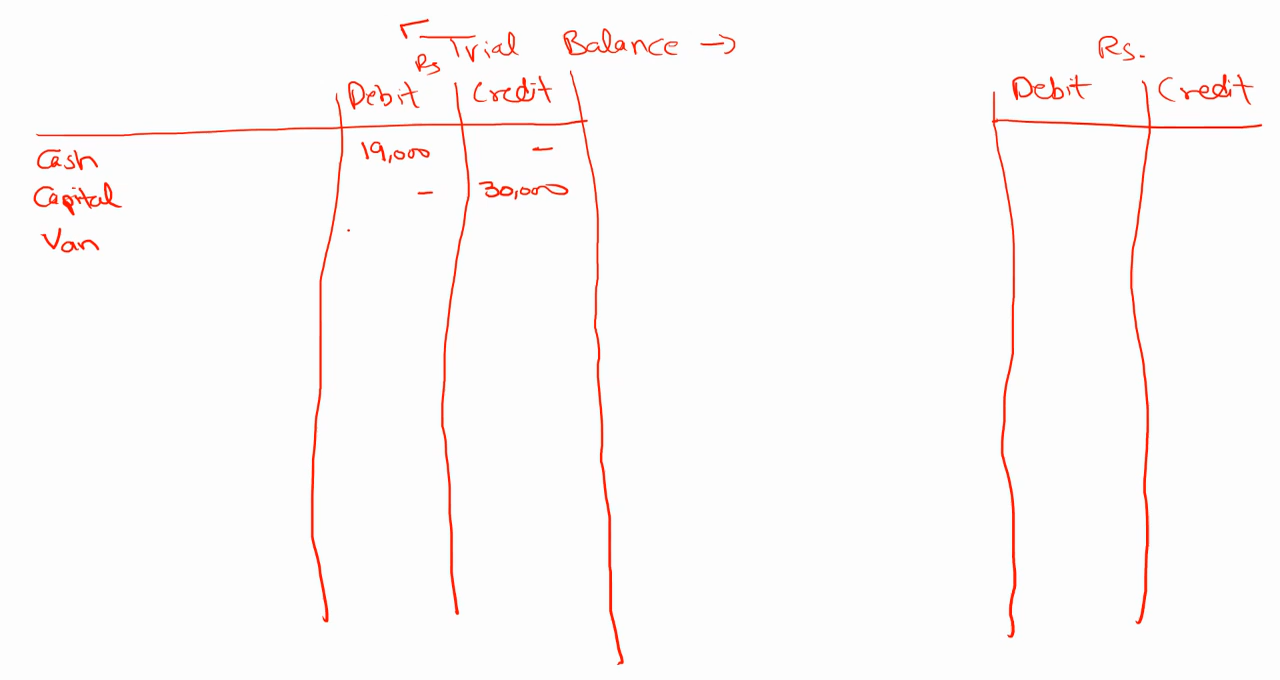 Trial Balance →
Rs
Debit Credit
Cash 19,000 -
Capital - 30,000
Van
Rs.
Debit Credit